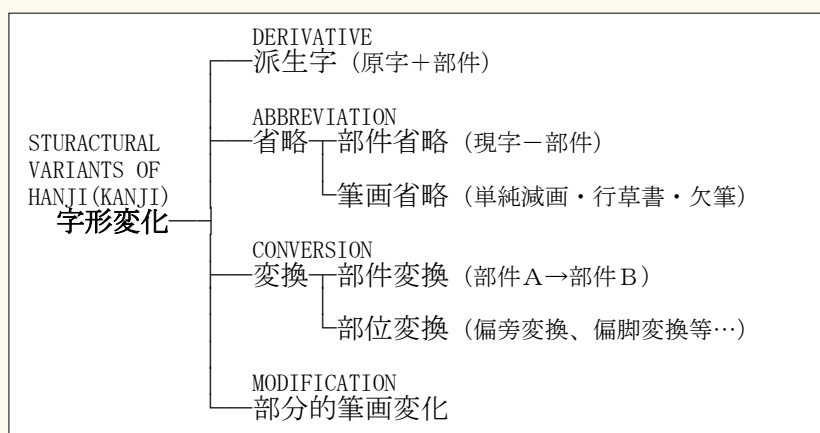 DERIVATIVE
派生字（原字＋部件）
ABBREVIATION
省略 部件省略（現字－部件）
筆画省略（単純減画・行草書・欠筆）
STURACTURAL
VARIANTS OF
HANJI(KANJI)
字形変化
CONVERSION
変換 部件変換（部件Ａ→部件Ｂ）
部位変換（偏旁変換、偏脚変換等…）
MODIFICATION
部分的筆画変化